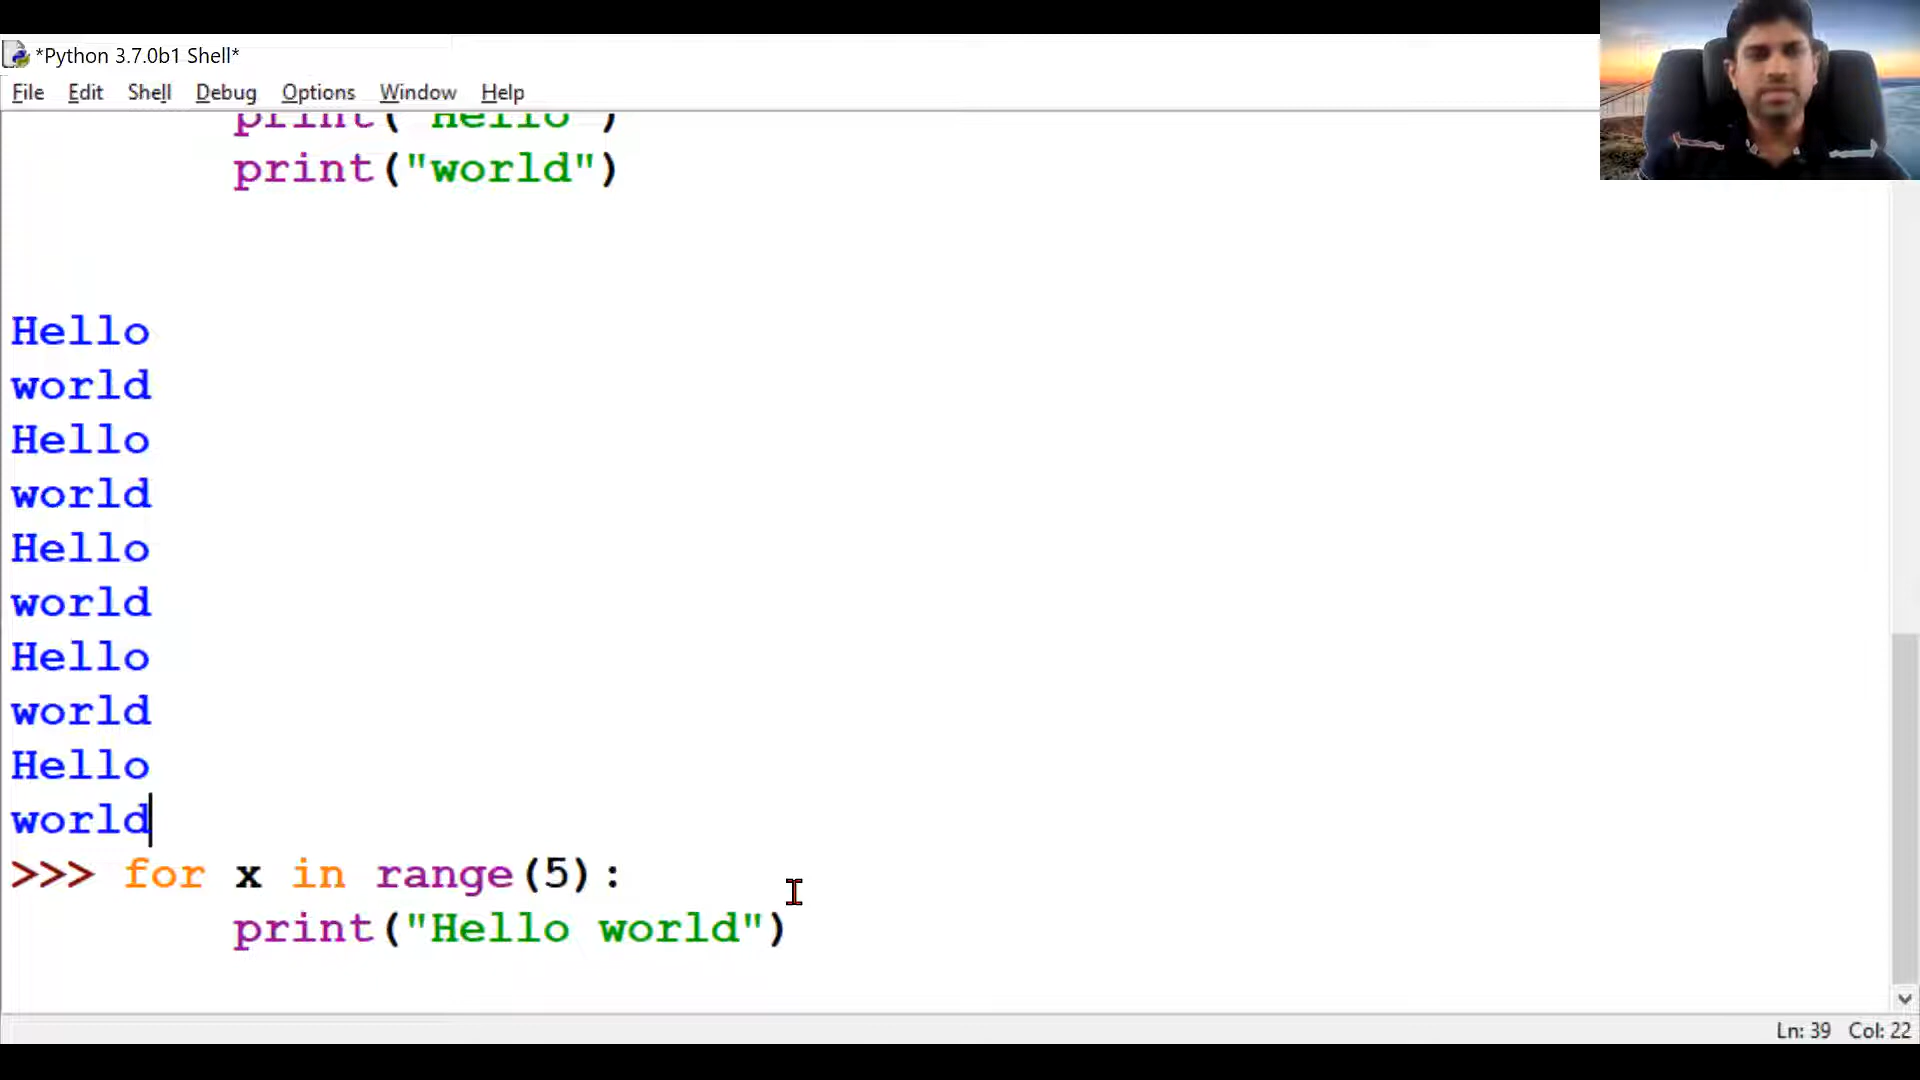 *Python 3.7.0b1 Shell*
File Edit Shell Debug Options Window Help
print("Hello")
print("world")
Hello
world
Hello
world
Hello
world
Hello
world
Hello
world
>>> for x in range(5):
print("Hello world")
Ln: 39 Col: 22